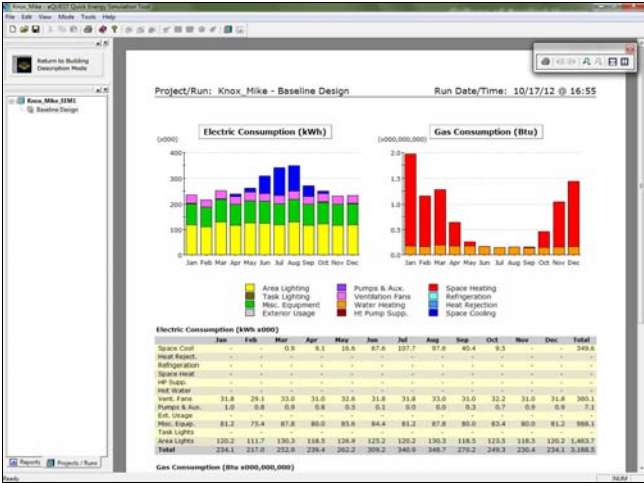 Knox_Mike - eQUEST Quick Energy Simulation Tool
File Edit View Mode Tools Help
Return to Building
Description Mode
Knox_Mike_EEM1
Baseline Design
Project/Run: Knox_Mike - Baseline Design Run Date/Time: 10/17/12 @ 16:55
Electric Consumption (kWh) Gas Consumption (Btu)
(x000) (x000,000,000)
400 2.0
300 1.5
200 1.0
100 0.5
0 0.0
Jan Feb Mar Apr May Jun Jul Aug Sep Oct Nov Dec Jan Feb Mar Apr May Jun Jul Aug Sep Oct Nov Dec
Area Lighting Pumps & Aux. Space Heating
Task Lighting Ventilation Fans Refrigeration
Misc. Equipment Water Heating Heat Rejection
Exterior Usage Ht Pump Supp. Space Cooling
Electric Consumption (kWh x000)
Jan Feb Mar Apr May Jun Jul Aug Sep Oct Nov Dec Total
Space Cool - - 0.9 9.1 18.6 67.6 107.7 97.6 40.4 9.5 - - 349.6
Heat Reject. - - - - - - - - - - - - -
Refrigeration - - - - - - - - - - - - -
Space Heat - - - - - - - - - - - - -
HP Supp. - - - - - - - - - - - - -
Hot Water - - - - - - - - - - - - -
Vent. Fans 31.8 29.1 33.0 31.0 32.6 31.8 31.8 33.0 31.0 32.2 31.0 31.8 380.1
Pumps & Aux. 1.0 0.8 0.9 0.6 0.5 0.1 0.0 0.0 0.3 0.7 0.9 0.9 7.1
Ext. Usage - - - - - - - - - - - - -
Misc. Equip. 81.2 75.4 87.8 80.0 83.6 84.4 81.2 87.8 80.0 83.4 80.0 81.2 988.1
Task Lights - - - - - - - - - - - - -
Area Lights 120.2 111.7 130.3 118.5 126.9 125.2 120.2 130.3 118.5 123.5 118.5 120.2 1,463.7
Total 234.1 217.0 252.9 239.4 262.2 309.2 340.9 348.7 270.2 249.3 230.4 234.1 3,188.5
Gas Consumption (Btu x000,000,000)
Reports Projects / Runs
Ready NUM